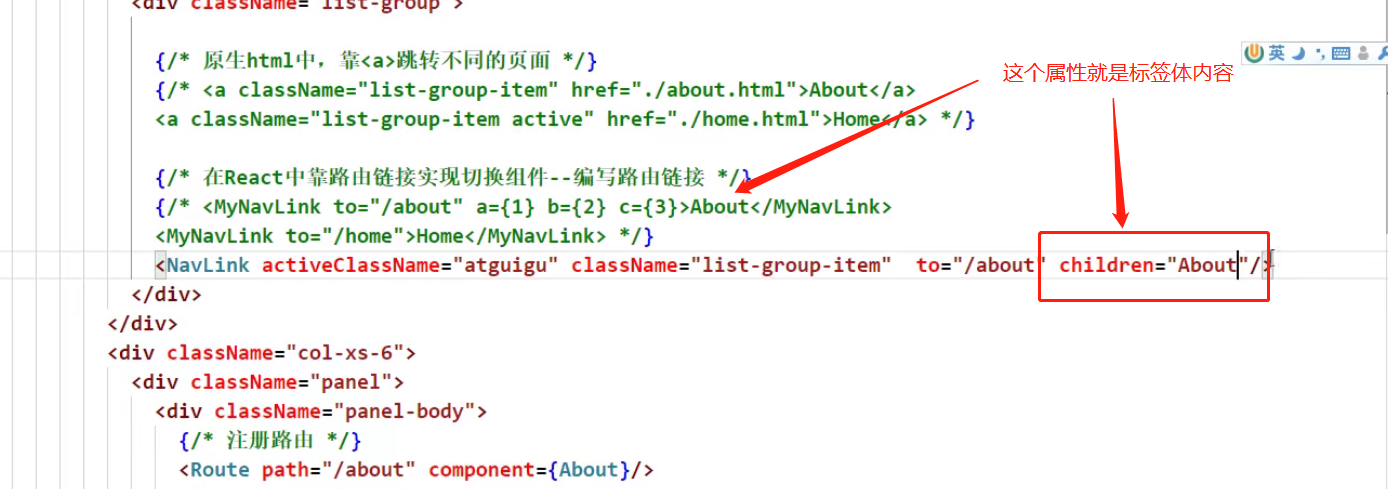 <div className="list-group">
{/* 原生html中，靠<a>跳转不同的页面 */}
{/* <a className="list-group-item" href="./about.html">About</a>
<a className="list-group-item active" href="./home.html">Home</a> */}
{/* 在React中靠路由链接实现切换组件--编写路由链接 */}
{/* <MyNavLink to="/about" a={1} b={2} c={3}>About</MyNavLink>
<MyNavLink to="/home">Home</MyNavLink> */}
<NavLink activeClassName="atguigu" className="list-group-item"  to="/about" children="About"/>
</div>
</div>
<div className="col-xs-6">
<div className="panel">
<div className="panel-body">
{/* 注册路由 */}
<Route path="/about" component={About}/>
这个属性就是标签体内容
英